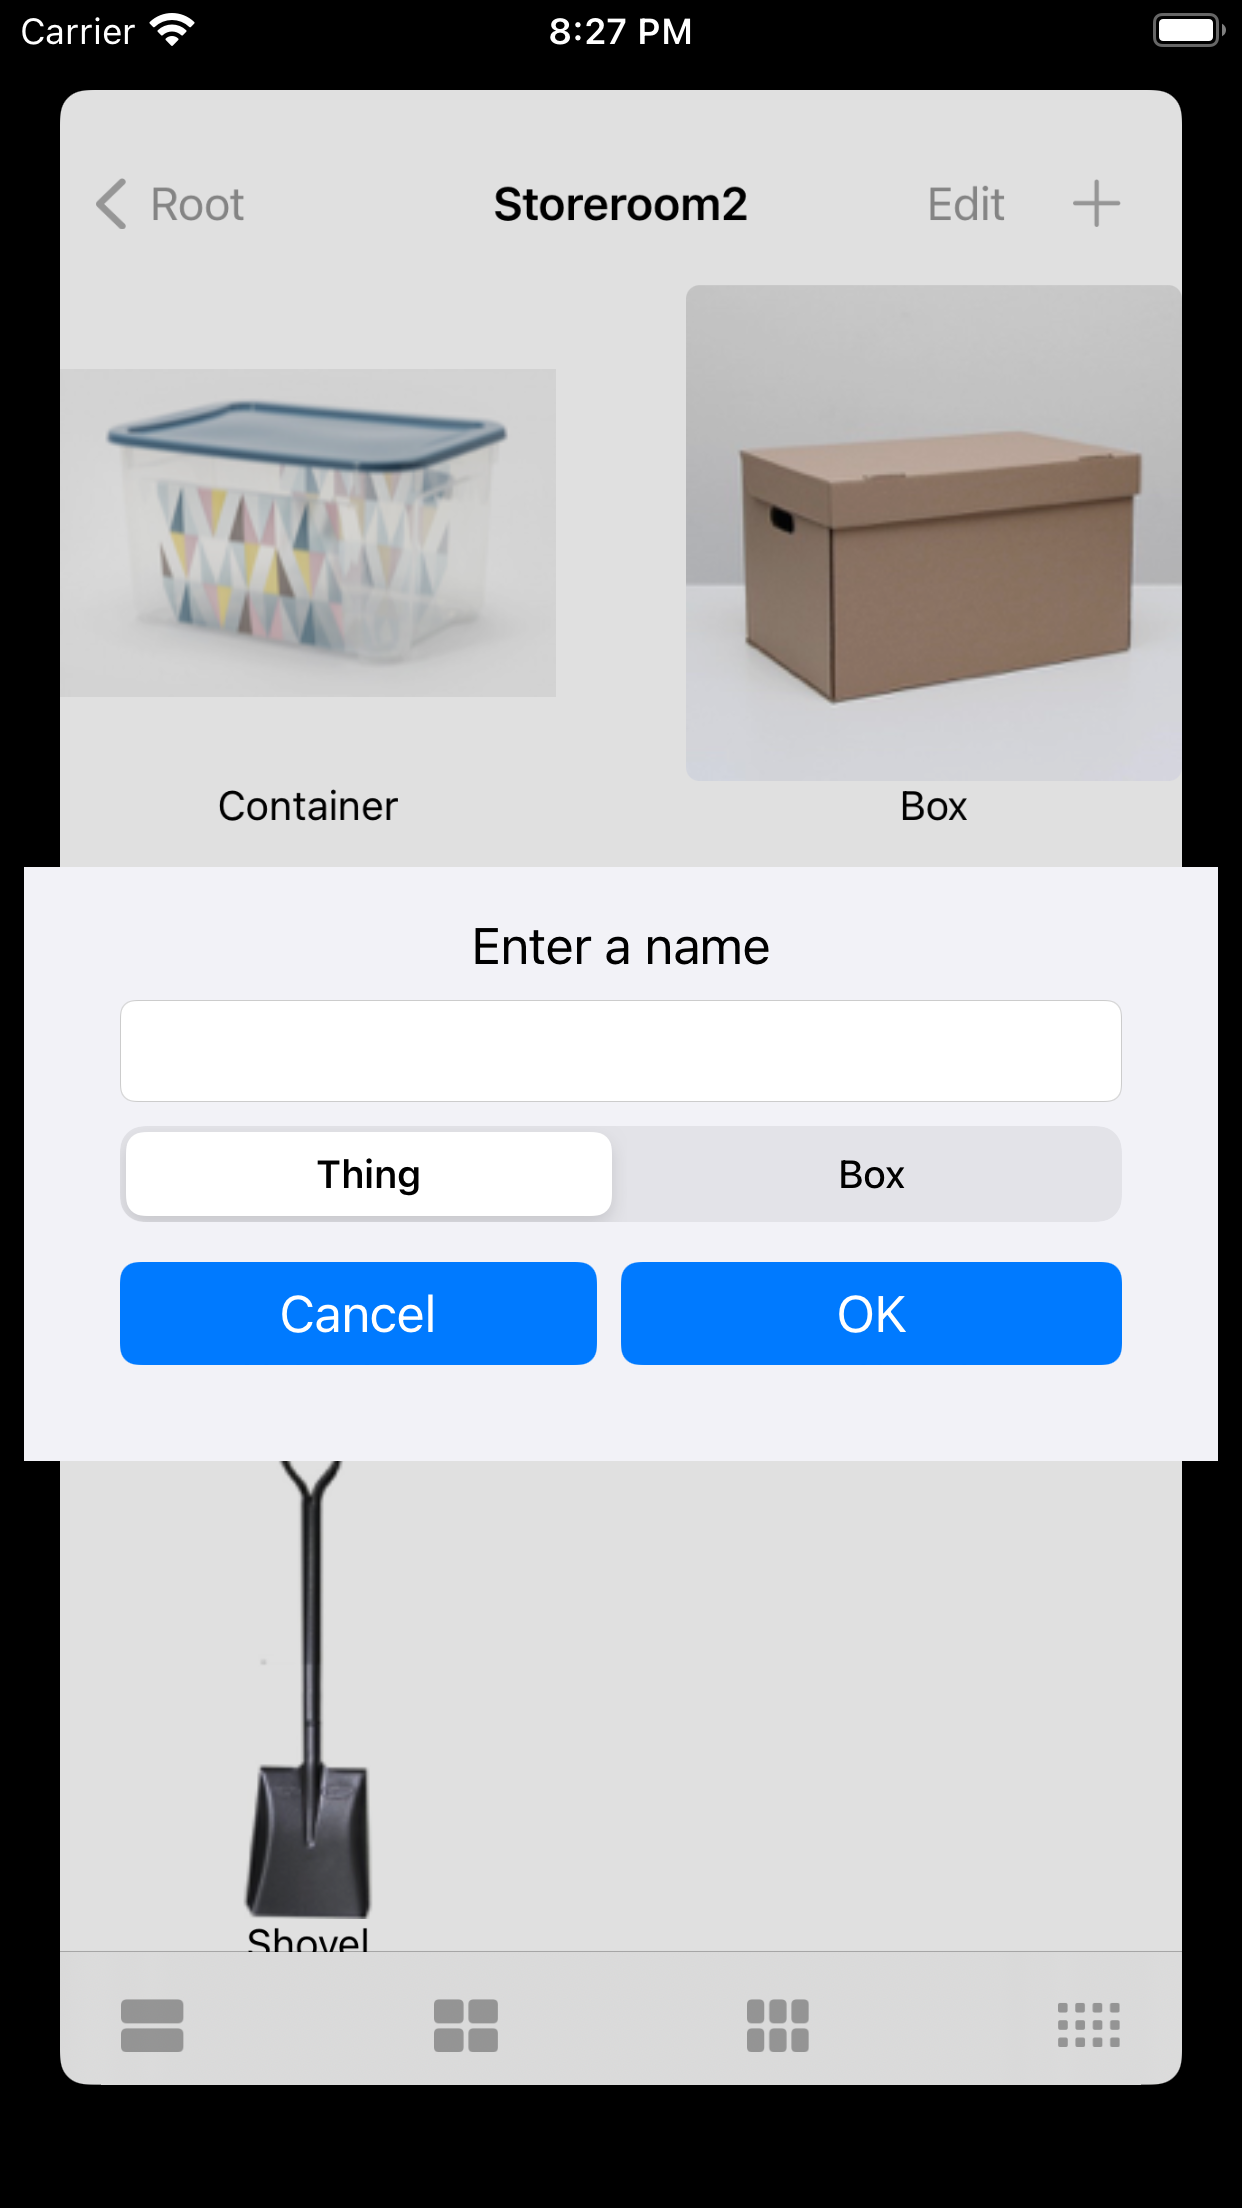 Carrier 8:27 PM
Root Storeroom2 Edit
Container Box
Enter a name
Thing Box
Cancel OK
Shovel